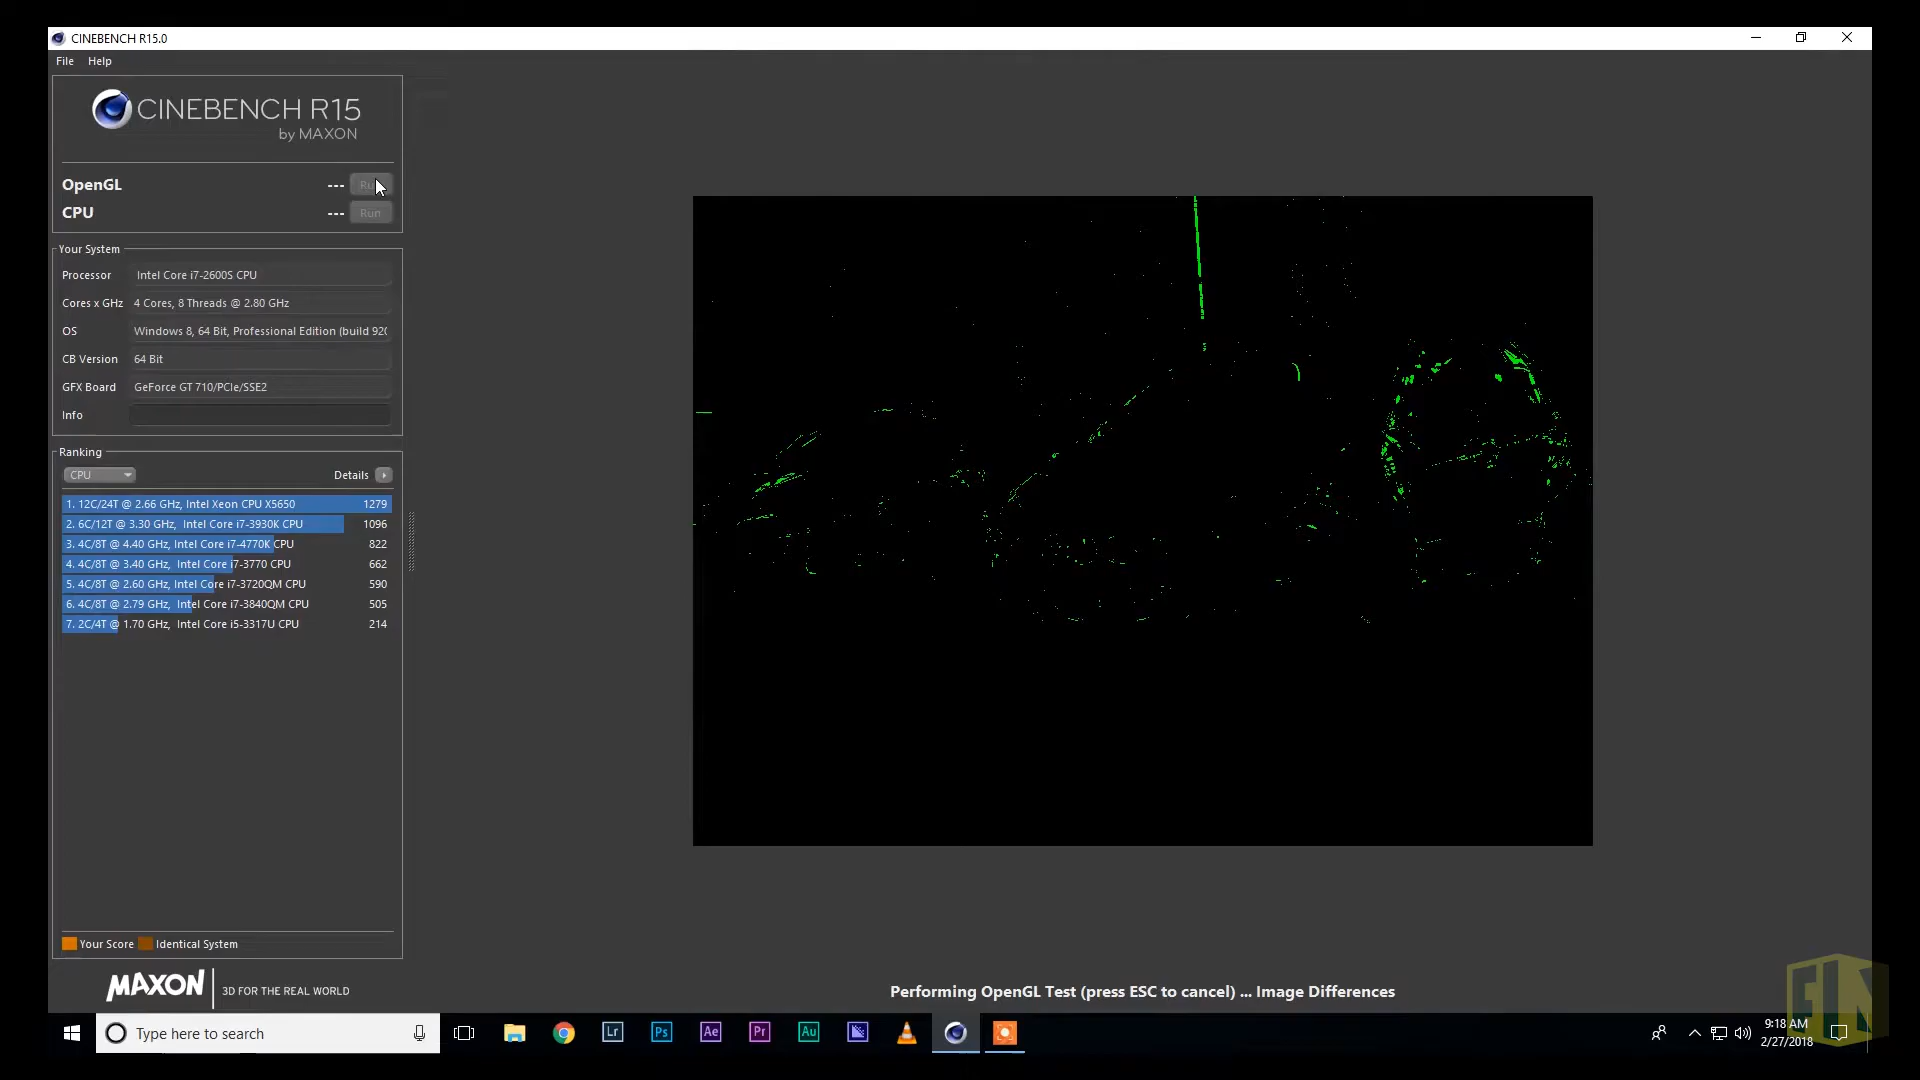 CINEBENCH R15.0
File Help
CINEBENCH R15
by MAXON
OpenGL --- Run
CPU --- Run
Your System
Processor Intel Core i7-2600S CPU
Cores x GHz 4 Cores, 8 Threads @ 2.80 GHz
OS Windows 8, 64 Bit, Professional Edition (build 920
CB Version 64 Bit
GFX Board GeForce GT 710/PCIe/SSE2
Info
Ranking
CPU Details
1. 12C/24T @ 2.66 GHz, Intel Xeon CPU X5650 1279
2. 6C/12T @ 3.30 GHz, Intel Core i7-3930K CPU 1096
3. 4C/8T @ 4.40 GHz, Intel Core i7-4770K CPU 822
4. 4C/8T @ 3.40 GHz, Intel Core i7-3770 CPU 662
5. 4C/8T @ 2.60 GHz, Intel Core i7-3720QM CPU 590
6. 4C/8T @ 2.79 GHz, Intel Core i7-3840QM CPU 505
7. 2C/4T @ 1.70 GHz, Intel Core i5-3317U CPU 214
Your Score Identical System
MAXON 3D FOR THE REAL WORLD
Performing OpenGL Test (press ESC to cancel) ... Image Differences
Type here to search
Lr Ps Ae Pr Au
9:18 AM
2/27/2018